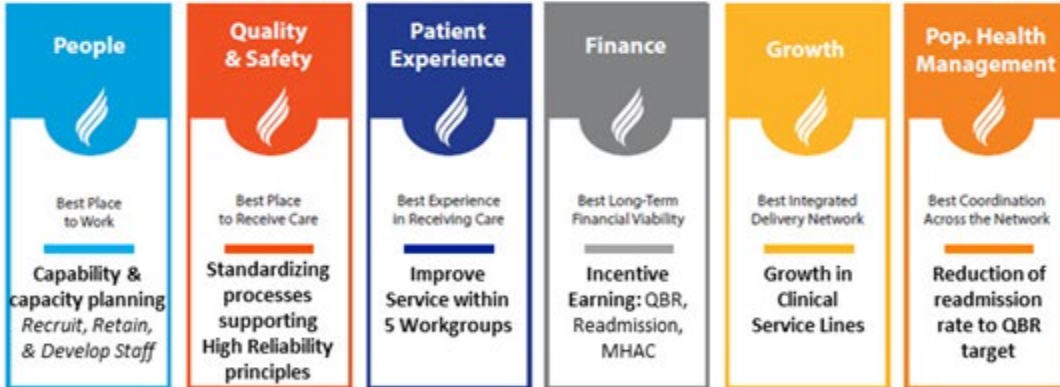 People
Best Place
to Work
Capability &
capacity planning
Recruit, Retain,
& Develop Staff
Quality
& Safety
Best Place
to Receive Care
Standardizing
processes
supporting
High Reliability
principles
Patient
Experience
Best Experience
in Receiving Care
Improve
Service within
5 Workgroups
Finance
Best Long-Term
Financial Viability
Incentive
Earning: QBR,
Readmission,
MHAC
Growth
Best Integrated
Delivery Network
Growth in
Clinical
Service Lines
Pop. Health
Management
Best Coordination
Across the Network
Reduction of
readmission
rate to QBR
target